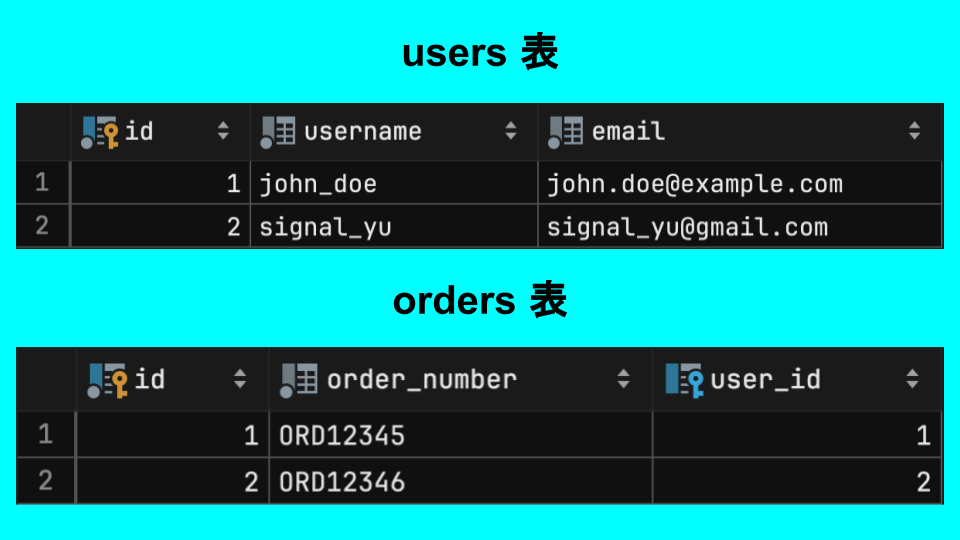 users 表
id username email
1 1 john_doe john.doe@example.com
2 2 signal_yu signal_yu@gmail.com
orders 表
id order_number user_id
1 1 ORD12345 1
2 2 ORD12346 2